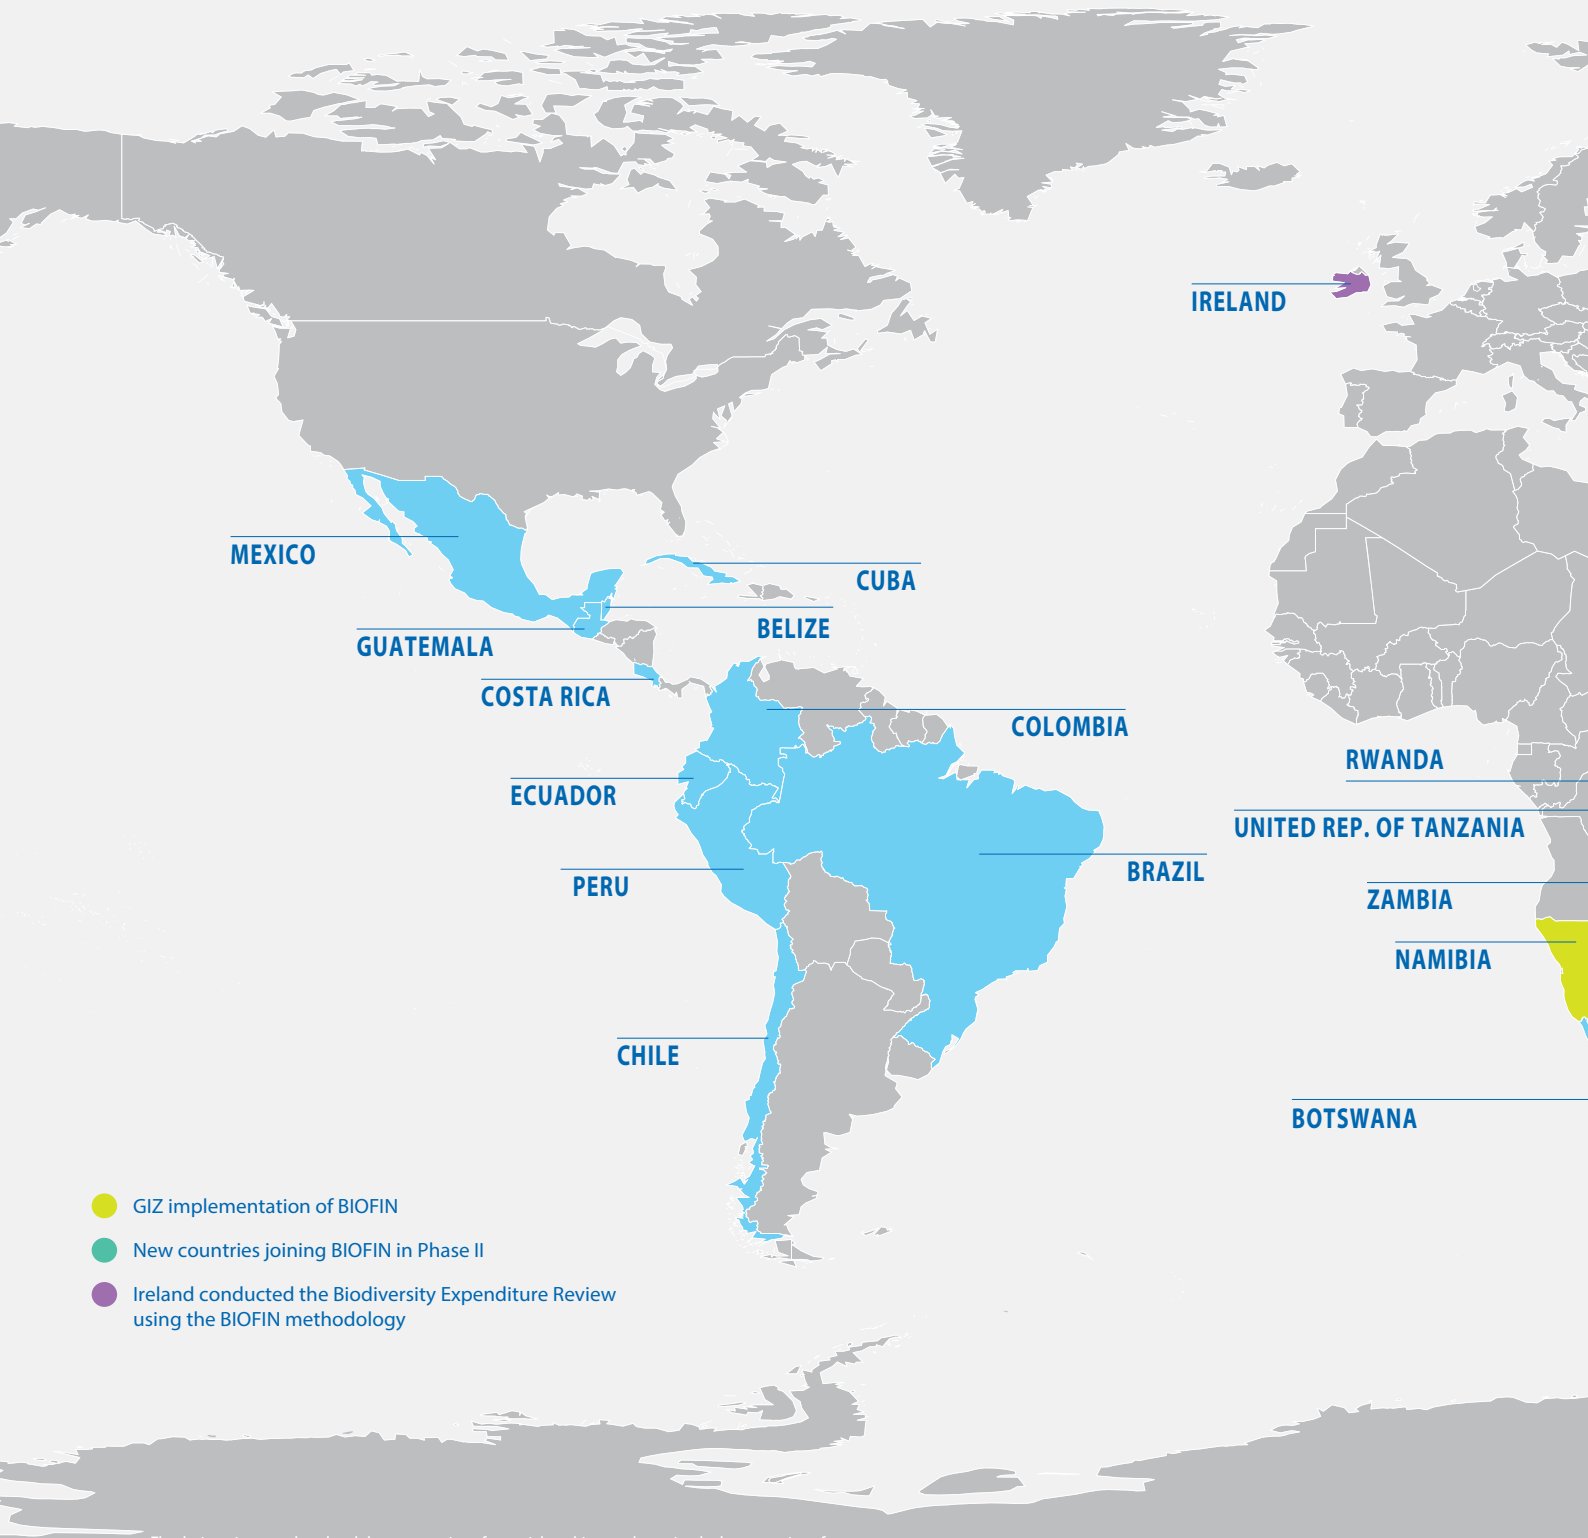 IRELAND
MEXICO
CUBA
BELIZE
GUATEMALA
COSTA RICA
COLOMBIA
RWANDA
ECUADOR
UNITED REP. OF TANZANIA
BRAZIL
PERU
ZAMBIA
NAMIBIA
CHILE
BOTSWANA
GIZ implementation of BIOFIN
New countries joining BIOFIN in Phase II
Ireland conducted the Biodiversity Expenditure Review
using the BIOFIN methodology